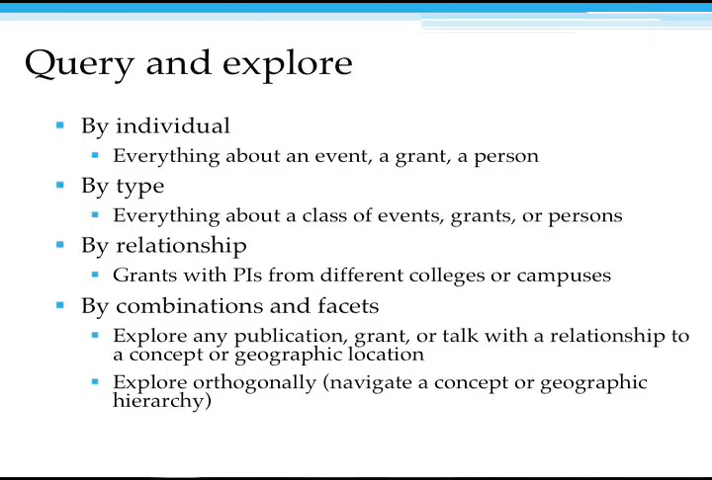 Query and explore
By individual
Everything about an event, a grant, a person
By type
Everything about a class of events, grants, or persons
By relationship
Grants with PIs from different colleges or campuses
By combinations and facets
Explore any publication, grant, or talk with a relationship to
a concept or geographic location
Explore orthogonally (navigate a concept or geographic
hierarchy)